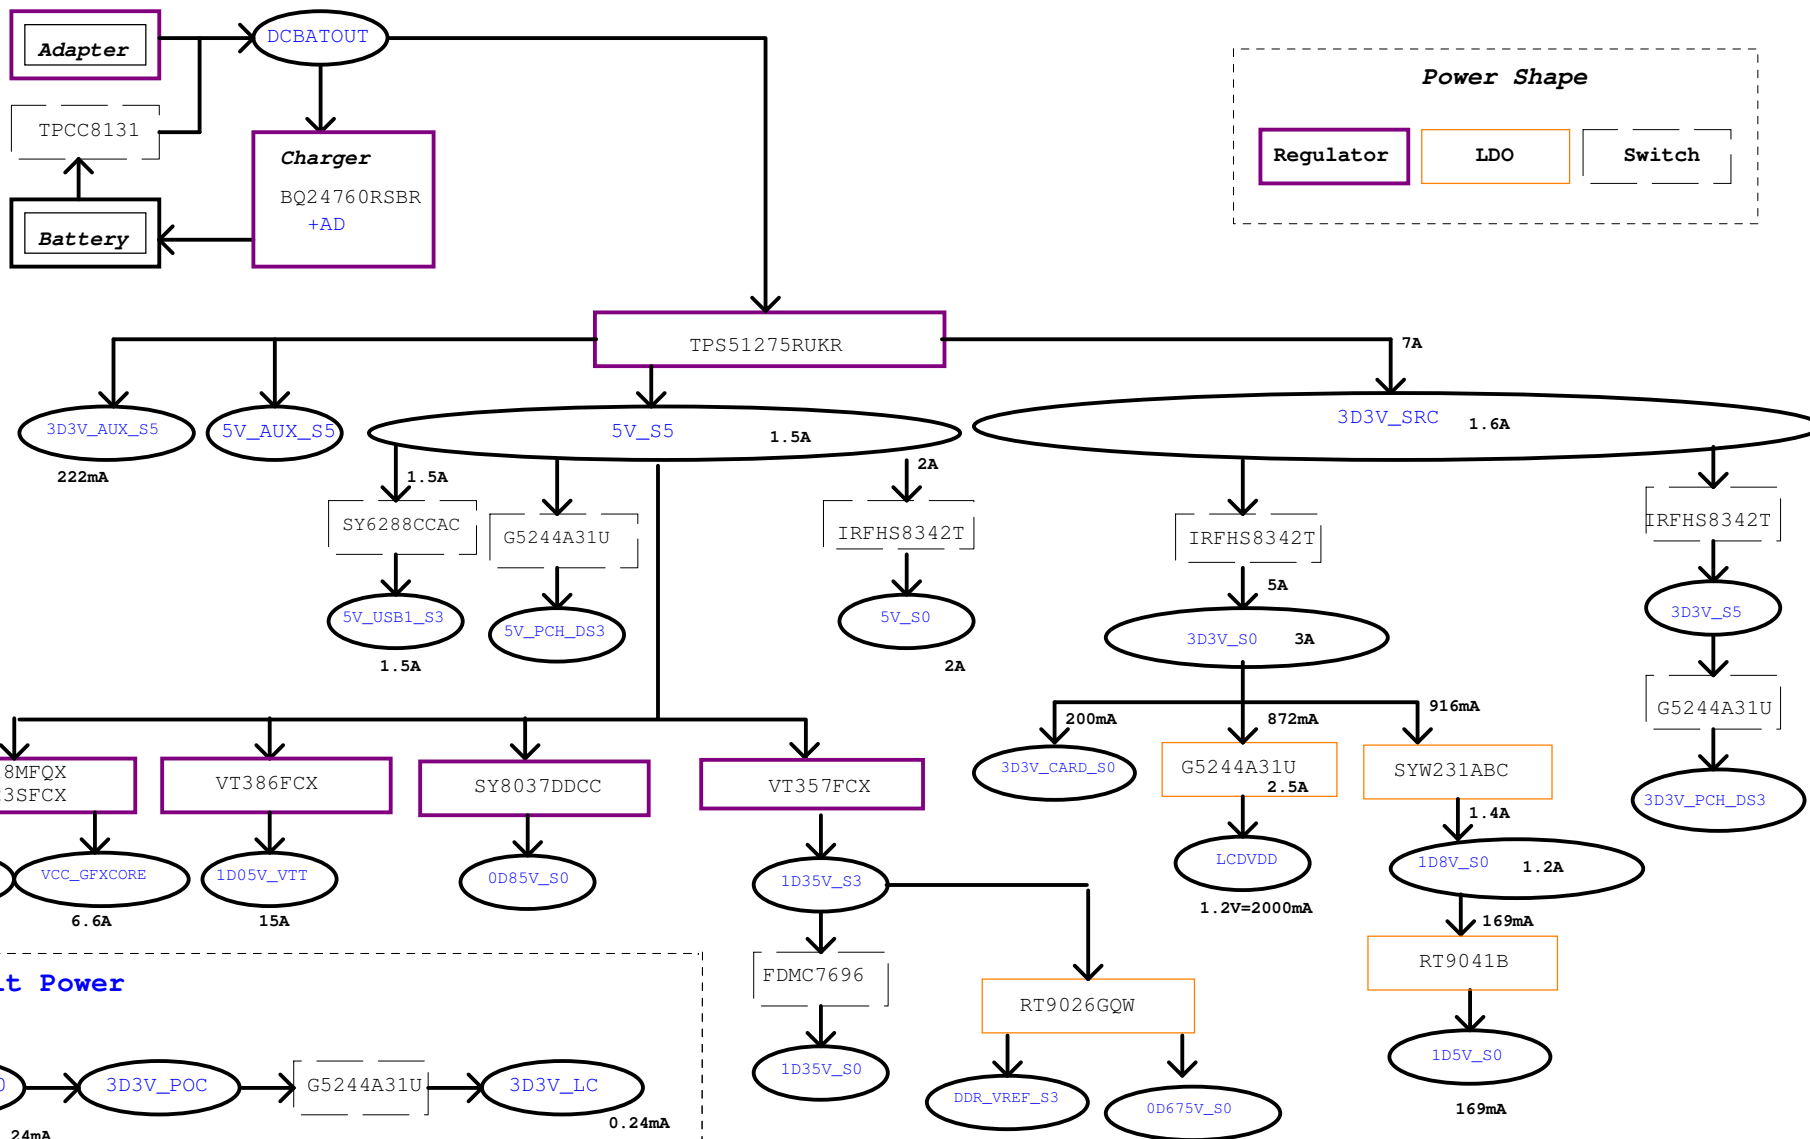 Adapter
DCBATOUT
Power Shape
TPCC8131
Charger
Regulator
LDO
Switch
BQ24760RSBR
+AD
Battery
TPS51275RUKR
7A
3D3V_AUX_S5
5V_AUX_S5
5V_S5
1.5A
3D3V_SRC
1.6A
222mA
1.5A
2A
SY6288CCAC
G5244A31U
IRFHS8342T
IRFHS8342T
IRFHS8342T
5A
5V_USB1_S3
5V_PCH_DS3
5V_S0
3D3V_S0
3A
3D3V_S5
1.5A
2A
200mA
872mA
916mA
G5244A31U
8MFQX
3SFCX
VT386FCX
SY8037DDCC
VT357FCX
3D3V_CARD_S0
G5244A31U
2.5A
SYW231ABC
3D3V_PCH_DS3
1.4A
VCC_GFXCORE
1D05V_VTT
0D85V_S0
1D35V_S3
LCDVDD
1D8V_S0
1.2A
6.6A
15A
1.2V=2000mA
169mA
it Power
FDMC7696
RT9026GQW
RT9041B
0
3D3V_POC
G5244A31U
3D3V_LC
1D35V_S0
DDR_VREF_S3
0D675V_S0
1D5V_S0
24mA
0.24mA
169mA